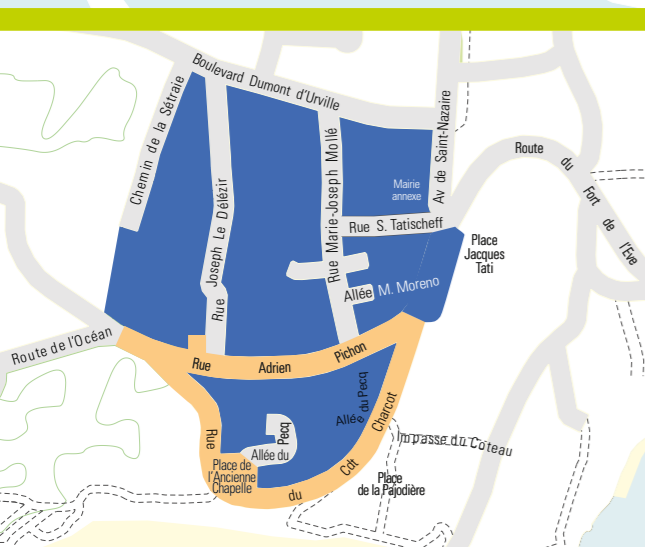 Boulevard Dumont d'Urville
Chemin de la Sétraie
Rue Joseph Le Délézir
Rue Marie-Joseph Mollé
Av de Saint-Nazaire
Route du Fort de l'Eve
Mairie
annexe
Rue S. Tatischeff
Place
Jacques
Tati
Allée M. Moreno
Route de l'Océan
Rue Adrien Pichon
Allée du Pecq
Rue du Cdt Charcot
Allée du Pecq
Place de
l'Ancienne
Chapelle
Impasse du Coteau
Place
de la Pajodière